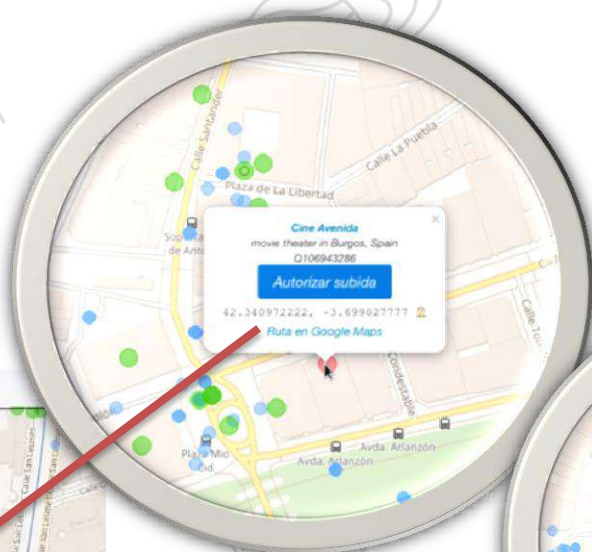 Calle Santander
Calle La Puebla
Plaza de La Libertad
Cine Avenida
movie theater in Burgos, Spain
Q106943286
Autorizar subida
42.340972222, -3.699027777
Ruta en Google Maps
Condestable
Plaza Mio
Cid
Avda. Arlanzón
Avda. Arlanzón